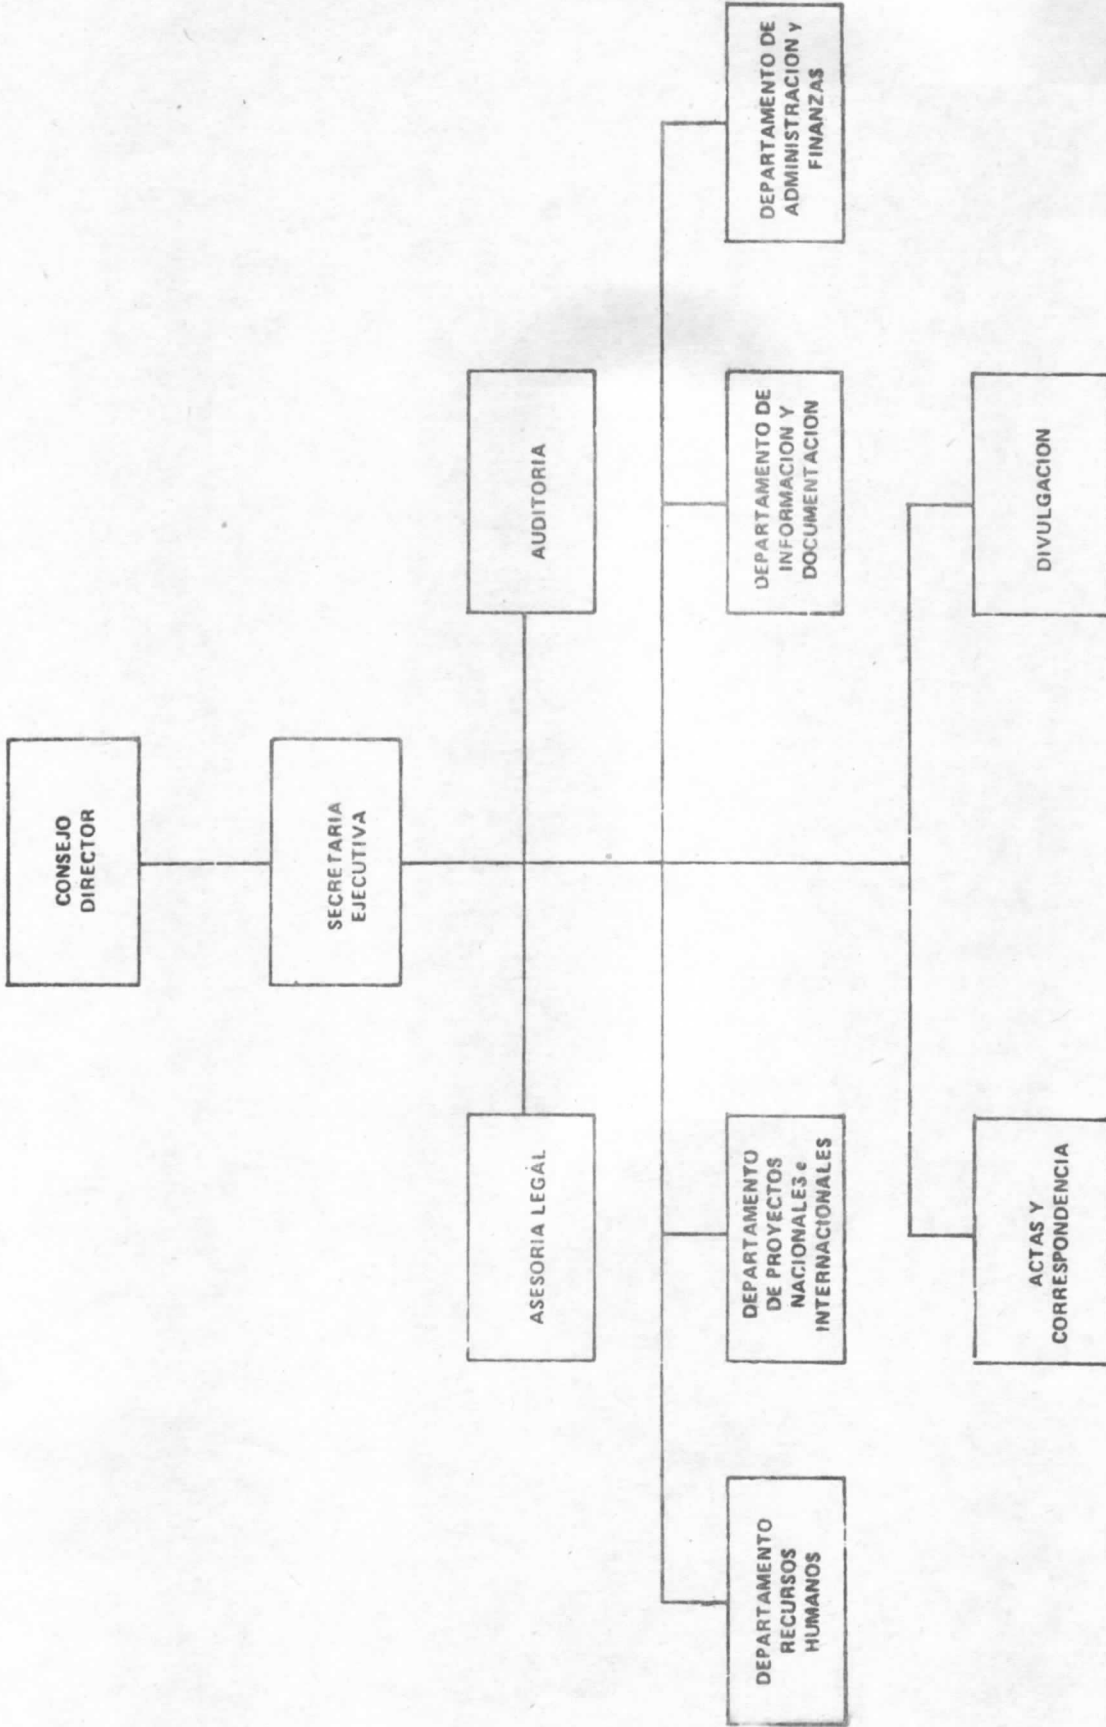 CONSEJO
DIRECTOR
SECRETARIA
EJECUTIVA
ASESORIA LEGAL
AUDITORIA
DEPARTAMENTO
RECURSOS
HUMANOS
DEPARTAMENTO
DE PROYECTOS
NACIONALES e
INTERNACIONALES
DEPARTAMENTO DE
INFORMACION Y
DOCUMENTACION
DEPARTAMENTO DE
ADMINISTRACION y
FINANZAS
ACTAS Y
CORRESPONDENCIA
DIVULGACION